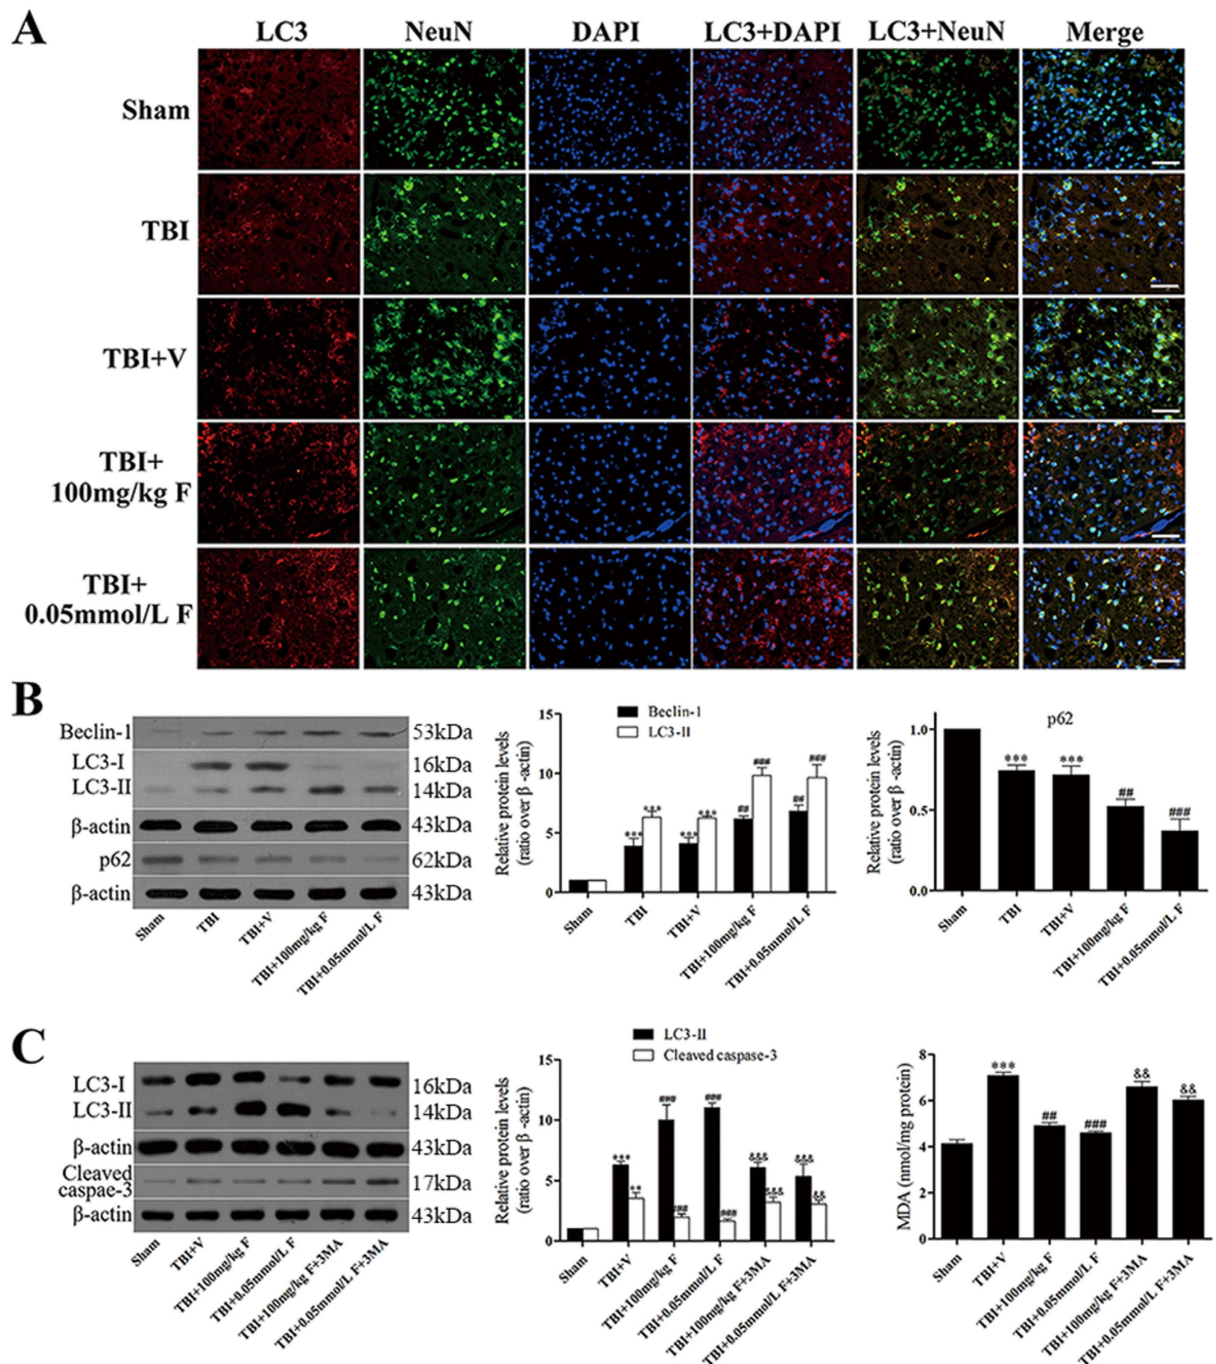 A
LC3 NeuN DAPI LC3+DAPI LC3+NeuN Merge
Sham
TBI
TBI+V
TBI+
100mg/kg F
TBI+
0.05mmol/L F
B
Beclin-1 53kDa
LC3-I 16kDa
LC3-II 14kDa
β-actin 43kDa
p62 62kDa
β-actin 43kDa
Sham TBI TBI+V TBI+100mg/kg F TBI+0.05mmol/L F
Beclin-1
LC3-II
Relative protein levels
(ratio over β -actin)
15
10
5
0
*** *** *** *** ## ### ## ###
Sham TBI TBI+V TBI+100mg/kg F TBI+0.05mmol/L F
p62
Relative protein levels
(ratio over β -actin)
1.0
0.5
0.0
*** *** ## ###
Sham TBI TBI+V TBI+100mg/kg F TBI+0.05mmol/L F
C
LC3-I 16kDa
LC3-II 14kDa
β-actin 43kDa
Cleaved
caspae-3 17kDa
β-actin 43kDa
Sham TBI+V TBI+100mg/kg F TBI+0.05mmol/L F TBI+100mg/kg F+3MA TBI+0.05mmol/L F+3MA
LC3-II
Cleaved caspase-3
Relative protein levels
(ratio over β -actin)
15
10
5
0
*** ** ### ### ### ### &&& &&& &&& &&
Sham TBI+V TBI+100mg/kg F TBI+0.05mmol/L F TBI+100mg/kg F+3MA TBI+0.05mmol/L F+3MA
MDA (nmol/mg protein)
8
6
4
2
0
*** ## ### && &&
Sham TBI+V TBI+100mg/kg F TBI+0.05mmol/L F TBI+100mg/kg F+3MA TBI+0.05mmol/L F+3MA